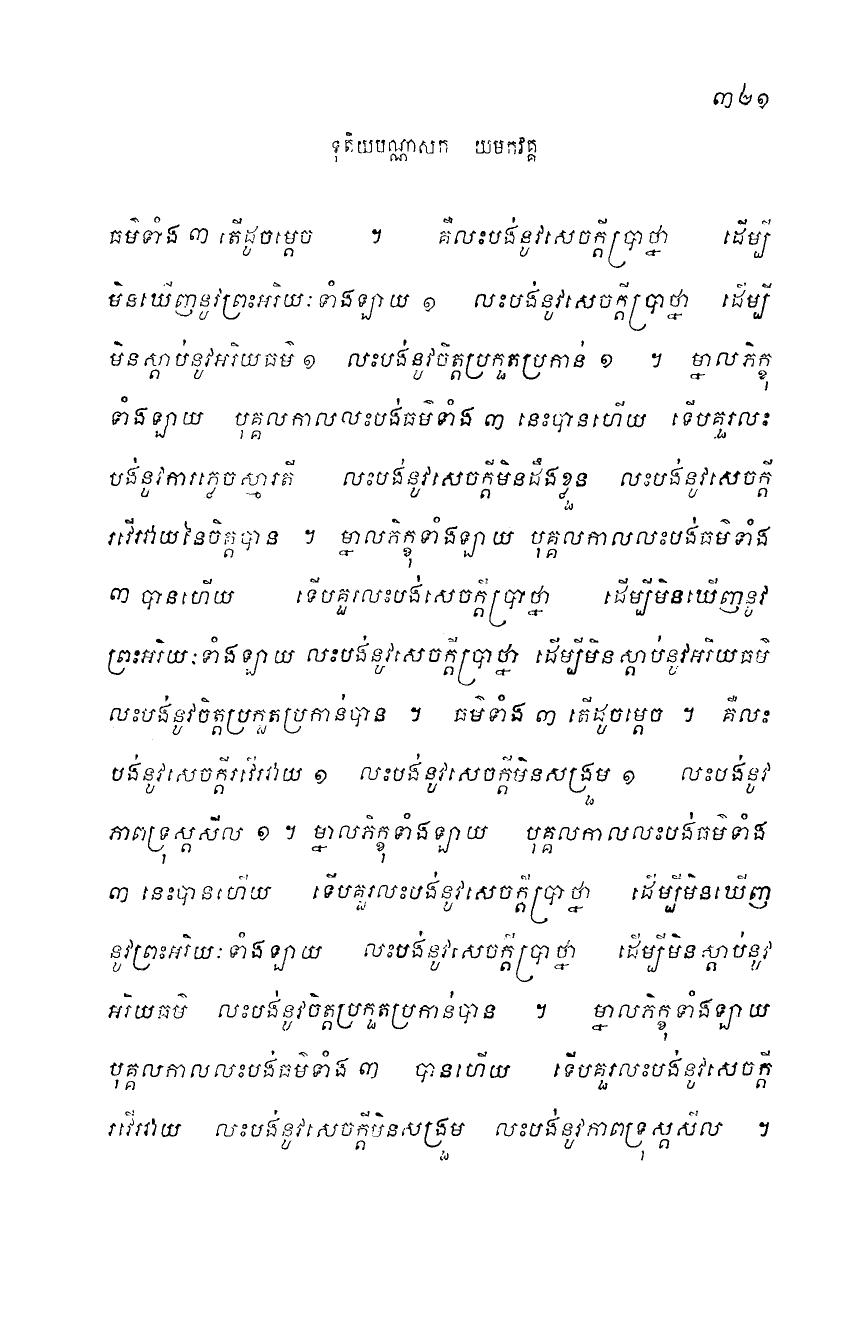 ៣២១
ទុតិយបណ្ណាសក យមកវគ្គ
ធម៌ទាំង ៣ តើដូចម្តេច ។ គឺលះបង់នូវសេចក្តីប្រាថ្នា ដើម្បី
មិនឃើញនូវព្រះអរិយៈទាំងឡាយ ១ លះបង់នូវសេចក្តីប្រាថ្នា ដើម្បី
មិនស្តាប់នូវអរិយធម៌ ១ លះបង់នូវចិត្តប្រកួតប្រកាន់ ១ ។ ម្នាលភិក្ខុ
ទាំងឡាយ បុគ្គលកាលលះបង់ធម៌ទាំង ៣ នេះបានហើយ ទើបគួរលះ
បង់នូវការភ្លេចស្មារតី លះបង់នូវសេចក្តីមិនដឹងខ្លួន លះបង់នូវសេចក្តី
រវើរវាយនៃចិត្តបាន ។ ម្នាលភិក្ខុទាំងឡាយ បុគ្គលកាលលះបង់ធម៌ទាំង
៣ បានហើយ ទើបគួរលះបង់សេចក្តីប្រាថ្នា ដើម្បីមិនឃើញនូវ
ព្រះអរិយៈទាំងឡាយ លះបង់នូវសេចក្តីប្រាថ្នា ដើម្បីមិនស្តាប់នូវអរិយធម៌
លះបង់នូវចិត្តប្រកួតប្រកាន់បាន ។ ធម៌ទាំង ៣ តើដូចម្តេច ។ គឺលះ
បង់នូវសេចក្តីរវើរវាយ ១ លះបង់នូវសេចក្តីមិនសង្រួម ១ លះបង់នូវ
ភាពទ្រុស្តសីល ១ ។ ម្នាលភិក្ខុទាំងឡាយ បុគ្គលកាលលះបង់ធម៌ទាំង
៣ នេះបានហើយ ទើបគួរលះបង់នូវសេចក្តីប្រាថ្នា ដើម្បីមិនឃើញ
នូវព្រះអរិយៈទាំងឡាយ លះបង់នូវសេចក្តីប្រាថ្នា ដើម្បីមិនស្តាប់នូវ
អរិយធម៌ លះបង់នូវចិត្តប្រកួតប្រកាន់បាន ។ ម្នាលភិក្ខុទាំងឡាយ
បុគ្គលកាលលះបង់ធម៌ទាំង ៣ បានហើយ ទើបគួរលះបង់នូវសេចក្តី
រវើរវាយ លះបង់នូវសេចក្តីមិនសង្រួម លះបង់នូវភាពទ្រុស្តសីល ។